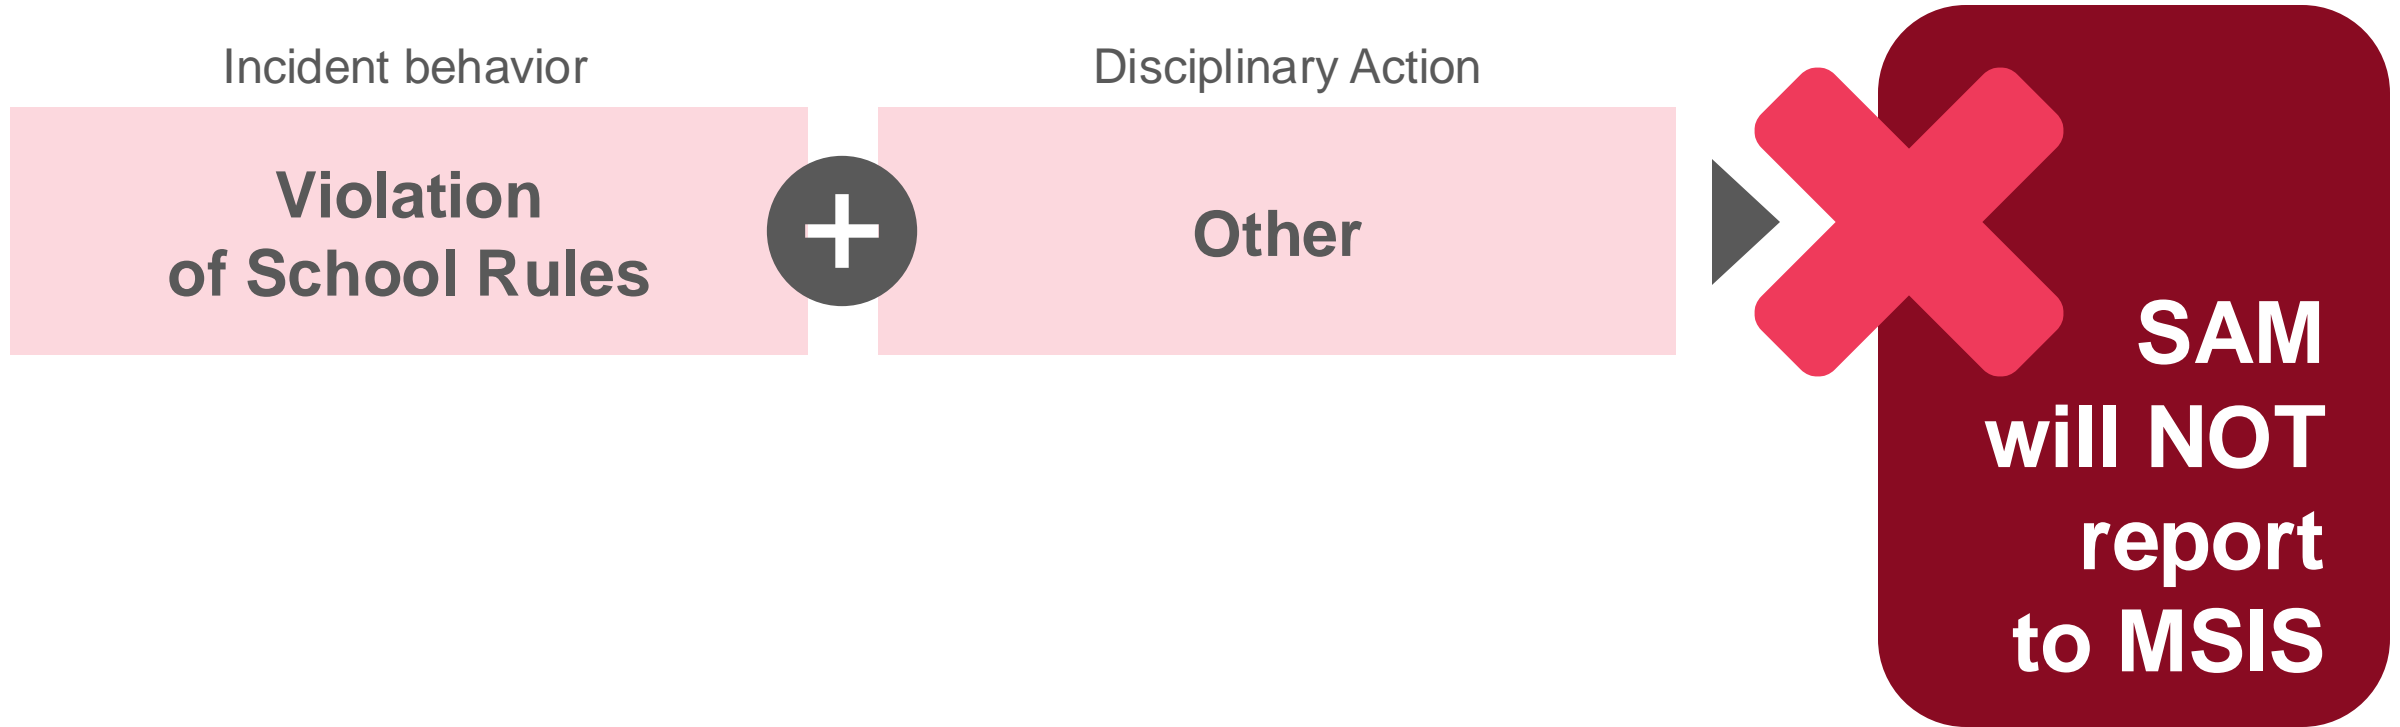 Incident behavior
Violation
of School Rules
+
Disciplinary Action
Other
SAM
will NOT
report
to MSIS